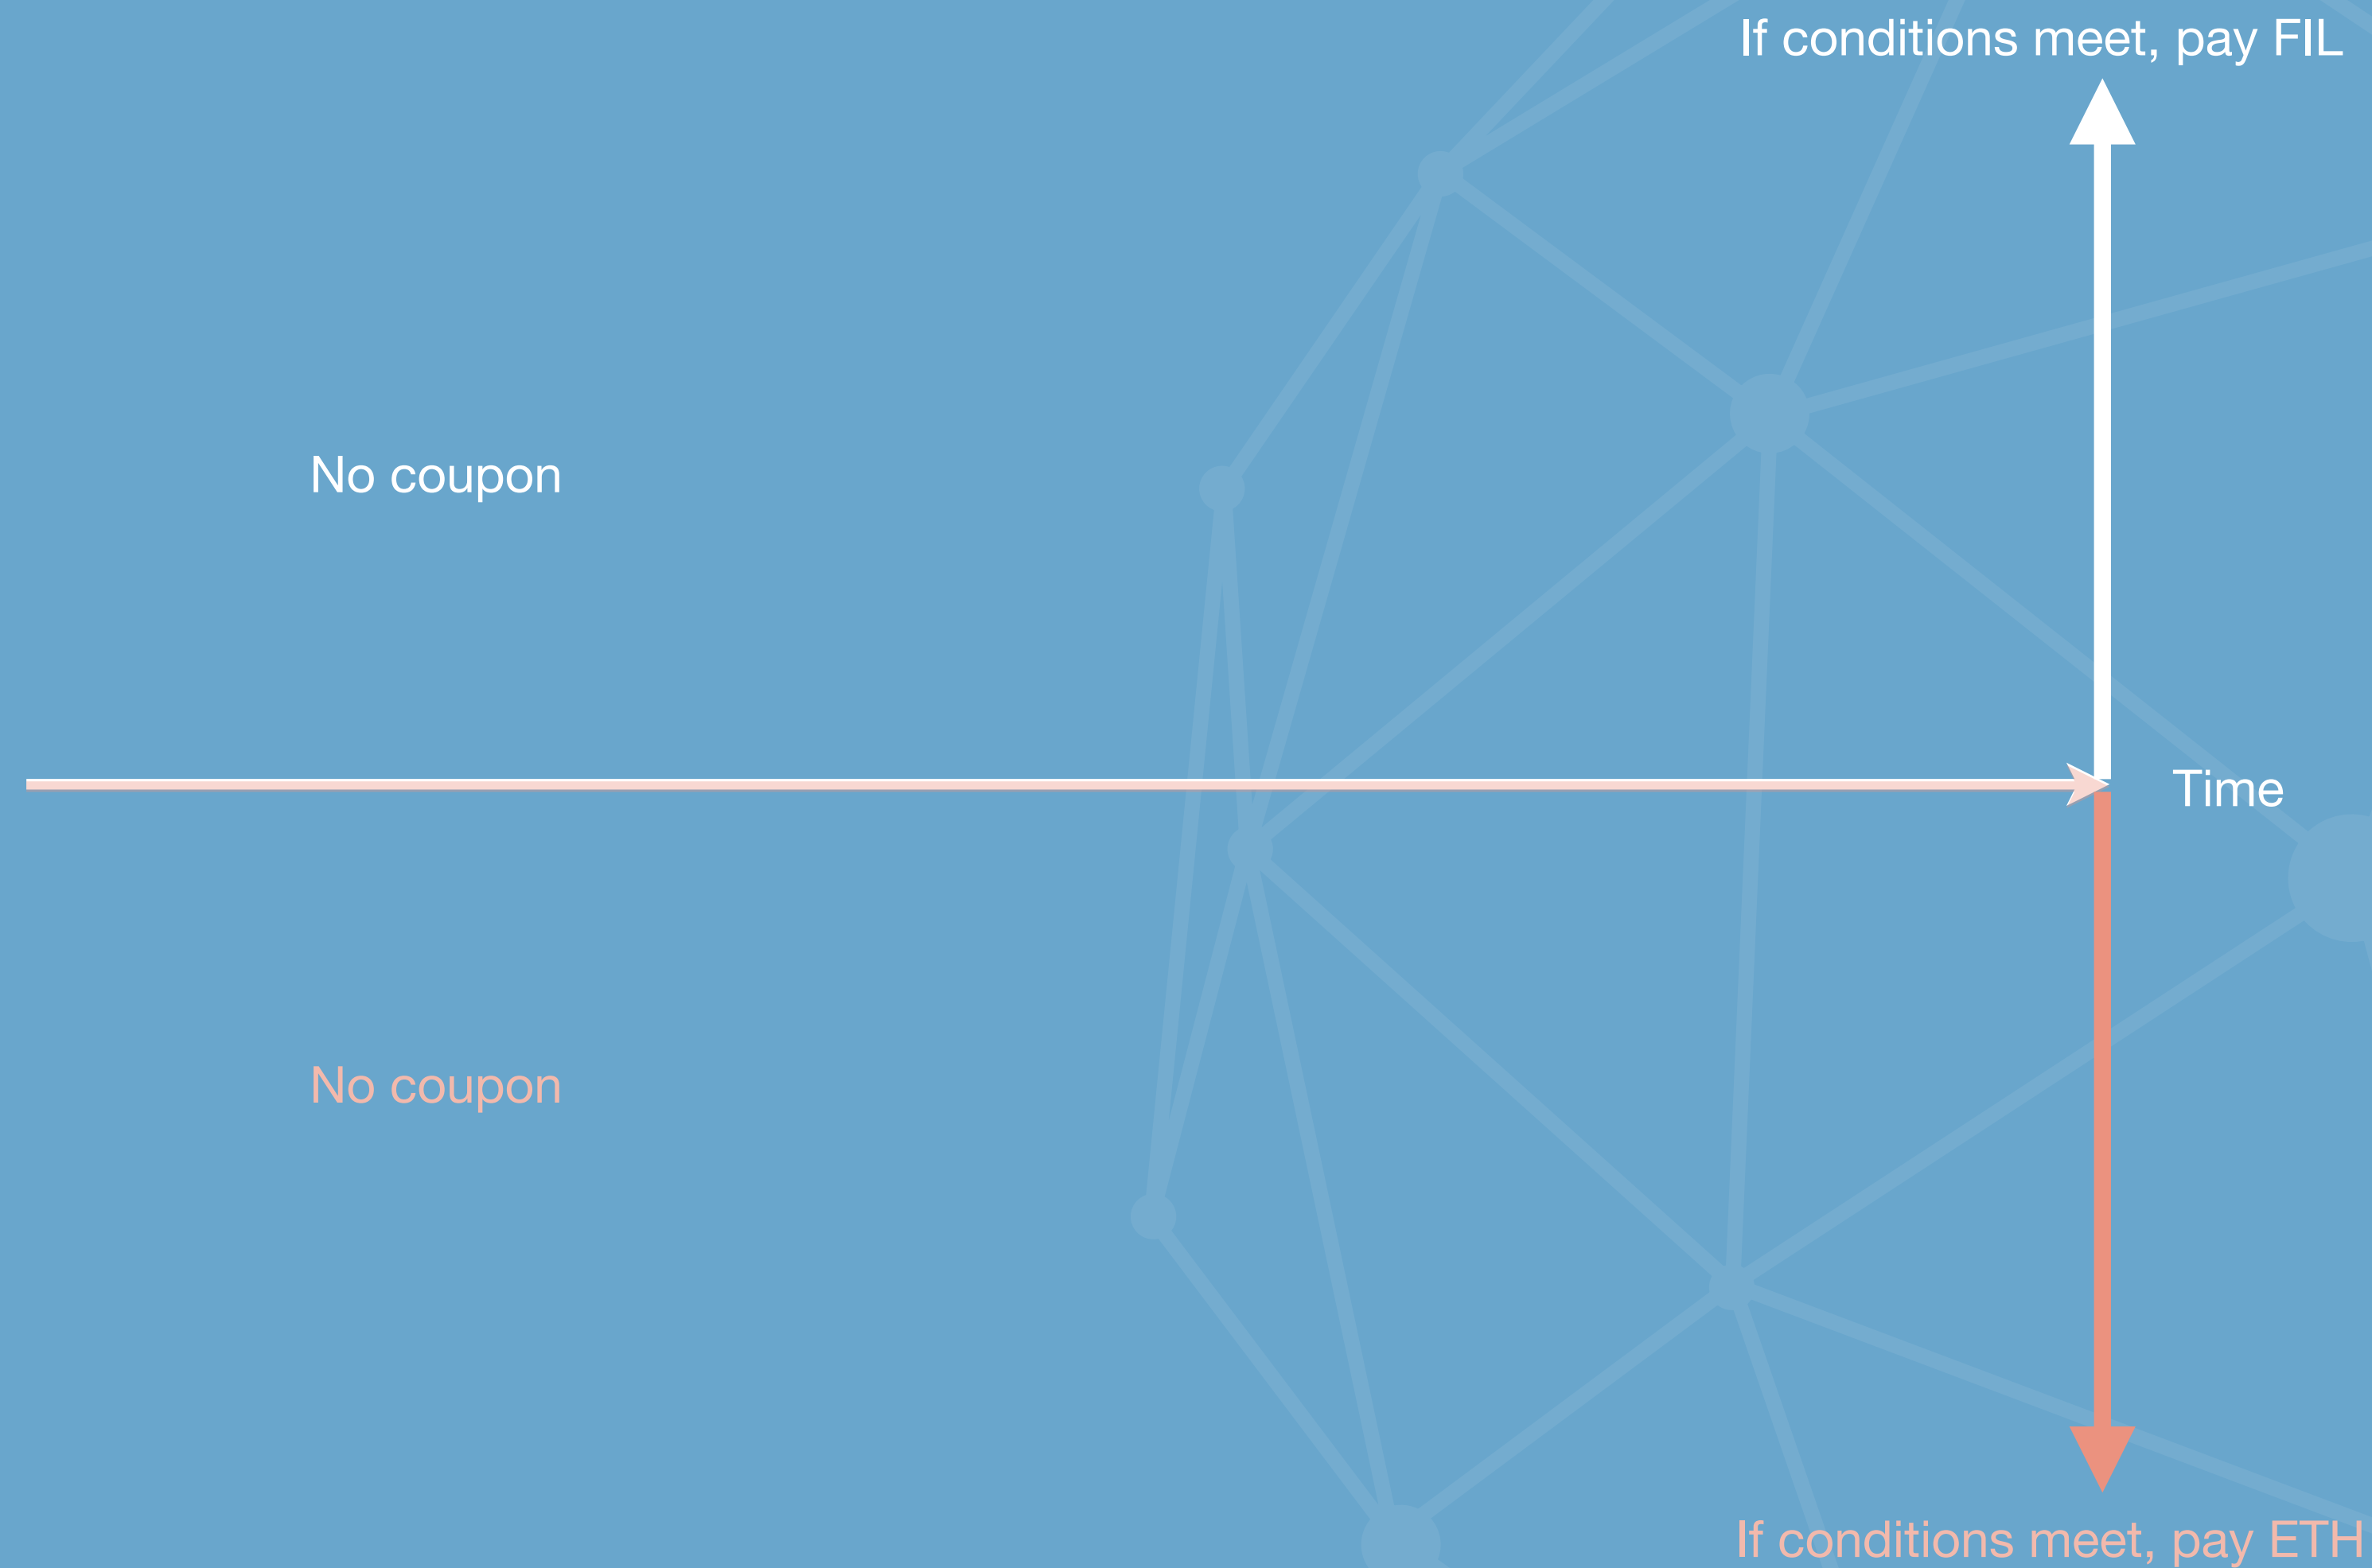 If conditions meet, pay FIL
No coupon
Time
No coupon
If conditions meet, pay ETH